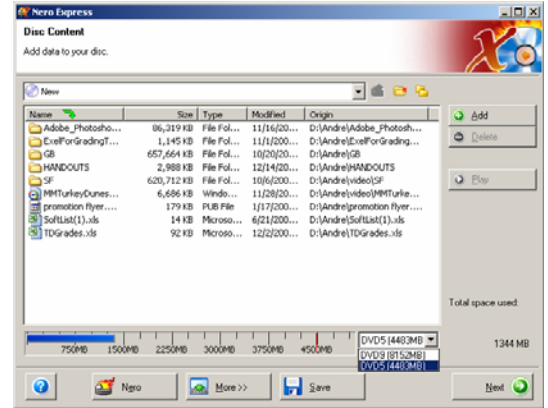 Nero Express
Disc Content
Add data to your disc.
New
Name Size Type Modified Origin
Adobe_Photosho... 86,319 KB File Fol... 11/16/20... D:\Andre\Adobe_Photosh...
ExelForGradingT... 1,145 KB File Fol... 11/1/200... D:\Andre\ExelForGrading...
GB 657,664 KB File Fol... 10/20/20... D:\Andre\GB
HANDOUTS 2,988 KB File Fol... 12/14/20... D:\Andre\HANDOUTS
SF 620,712 KB File Fol... 10/6/200... D:\Andre\video\SF
MMTurkeyDunes... 6,686 KB Windo... 11/28/20... D:\Andre\video\MMTurke...
promotion flyer.... 179 KB PUB File 1/17/200... D:\Andre\promotion flyer....
SoftList(1).xls 14 KB Microso... 6/21/200... D:\Andre\SoftList(1).xls
TDGrades.xls 92 KB Microso... 12/2/200... D:\Andre\TDGrades.xls
Add
Delete
Play
Total space used:
1344 MB
750MB 1500MB 2250MB 3000MB 3750MB 4500MB
DVD5 (4483MB)
DVD9 (8152MB)
DVD5 (4483MB)
Nero
More >>
Save
Next